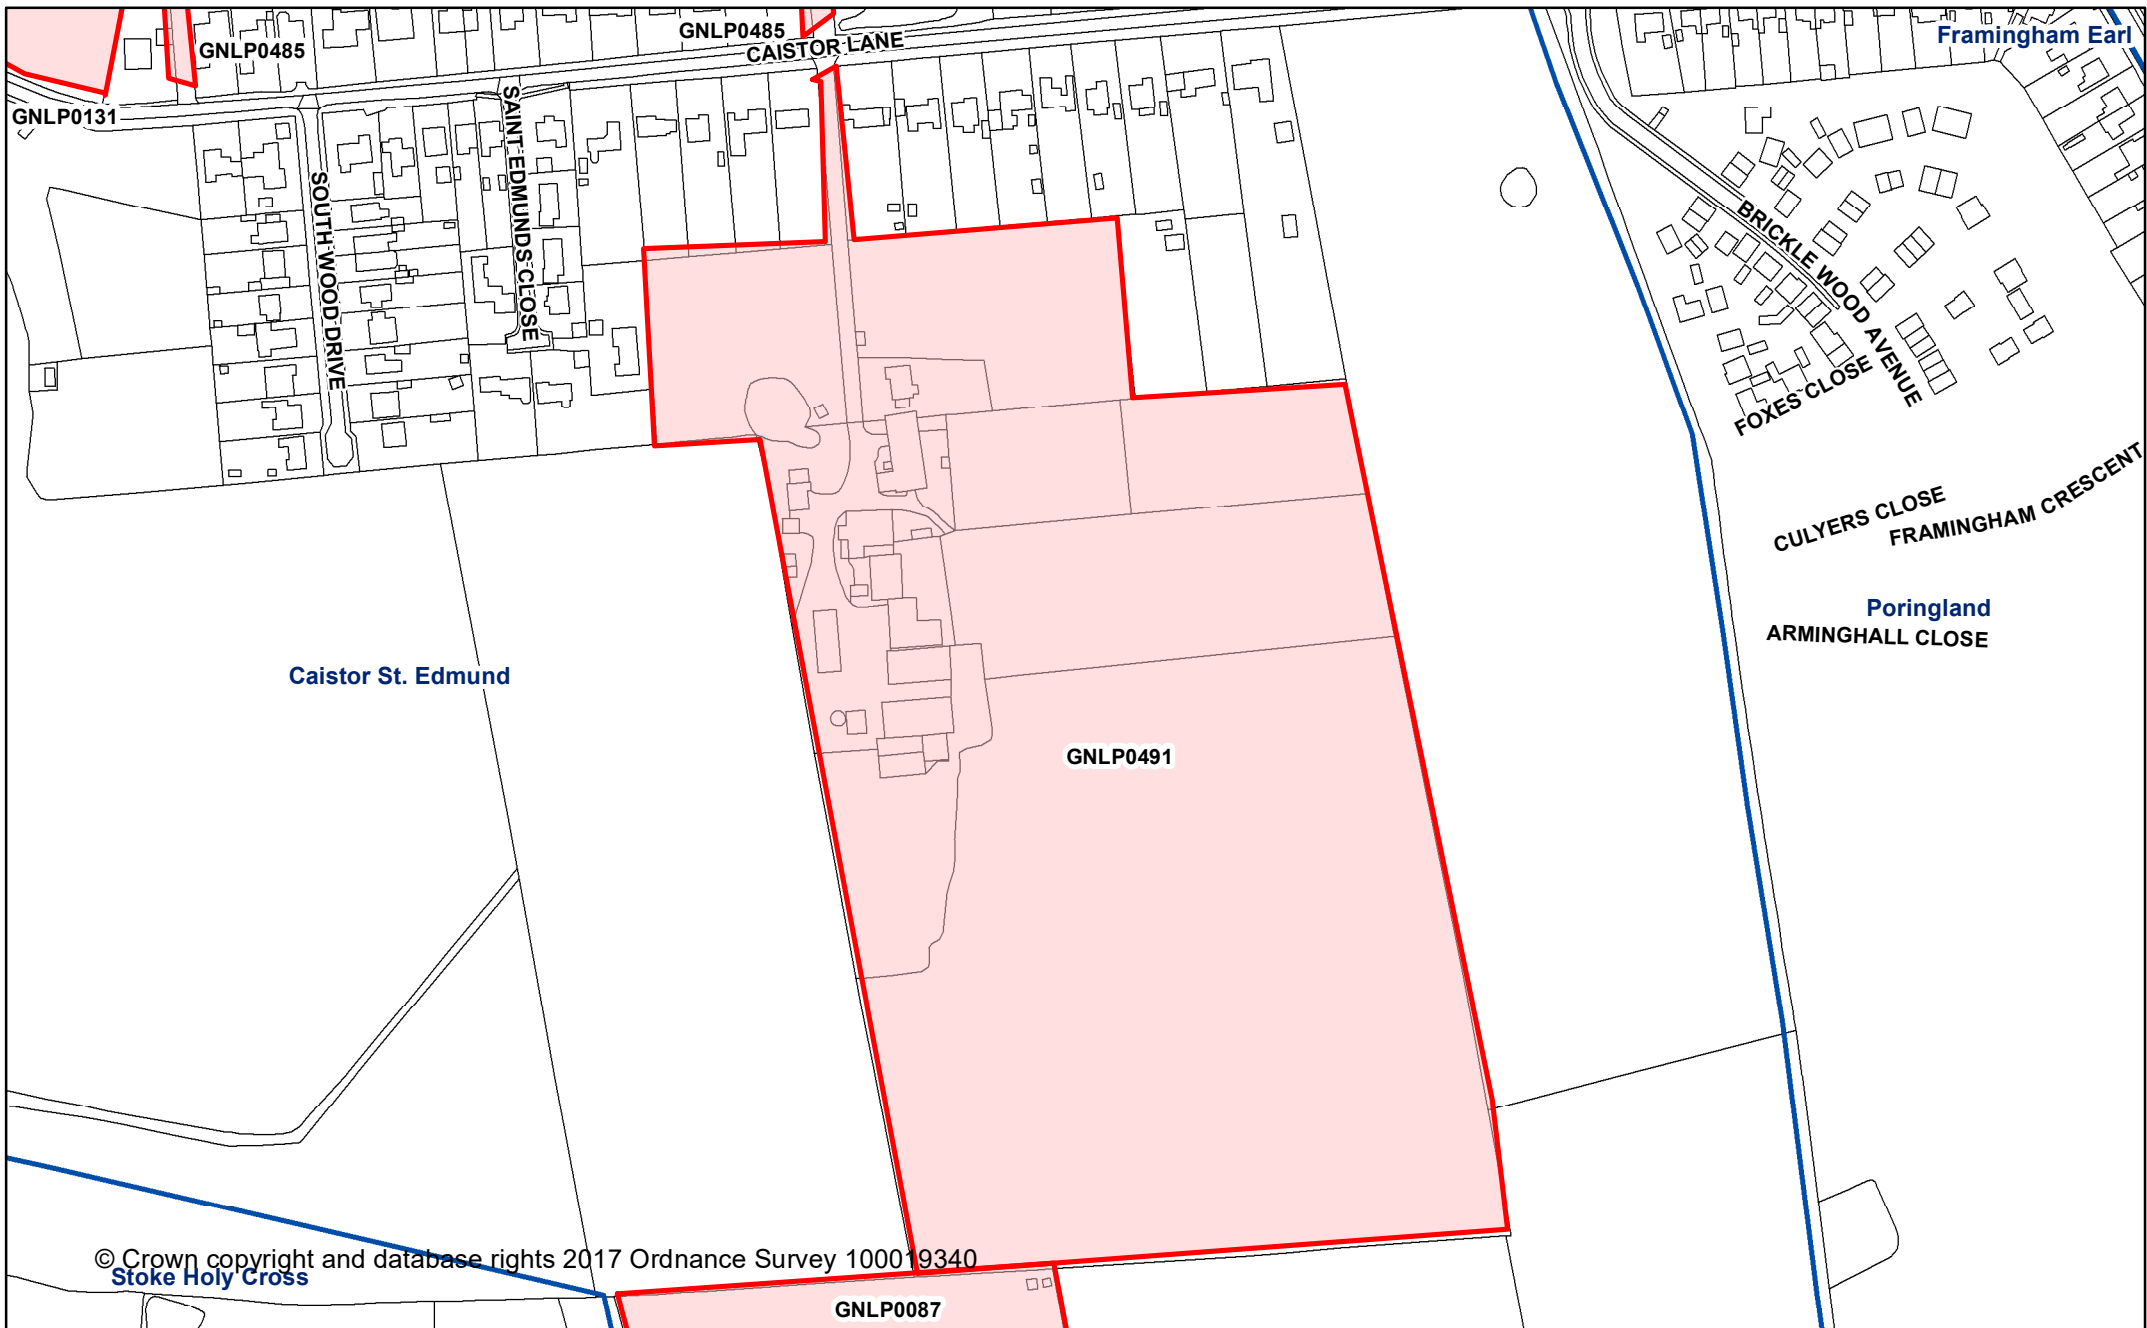 Framingham Earl
GNLP0485
GNLP0485
CAISTOR LANE
GNLP0131
SAINT EDMUNDS CLOSE
SOUTH WOOD DRIVE
BRICKLE WOOD AVENUE
FOXES CLOSE
CULYERS CLOSE
FRAMINGHAM CRESCENT
Poringland
ARMINGHALL CLOSE
Caistor St. Edmund
GNLP0491
© Crown copyright and database rights 2017 Ordnance Survey 100019340
Stoke Holy Cross
GNLP0087